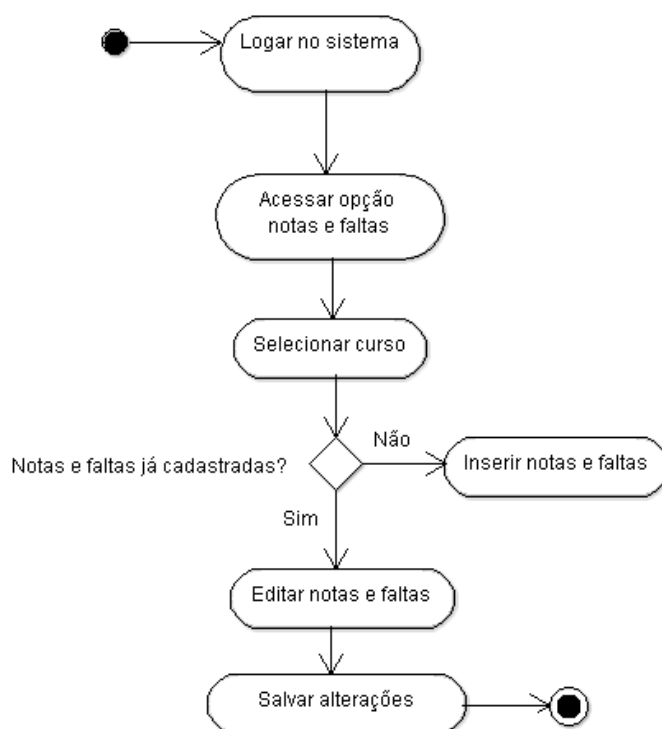 Logar no sistema
Acessar opção
notas e faltas
Selecionar curso
Não
Notas e faltas já cadastradas?
Inserir notas e faltas
Sim
Editar notas e faltas
Salvar alterações